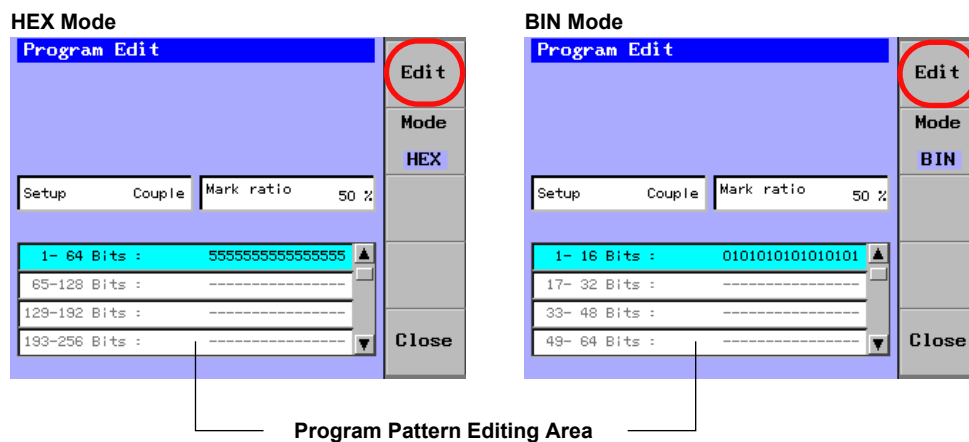 HEX Mode
Program Edit
Edit
Mode
HEX
Setup Couple Mark ratio 50 %
1- 64 Bits : 5555555555555555
65-128 Bits : ----------------
129-192 Bits : ----------------
193-256 Bits : ----------------
Close
BIN Mode
Program Edit
Edit
Mode
BIN
Setup Couple Mark ratio 50 %
1- 16 Bits : 0101010101010101
17- 32 Bits : ----------------
33- 48 Bits : ----------------
49- 64 Bits : ----------------
Close
Program Pattern Editing Area